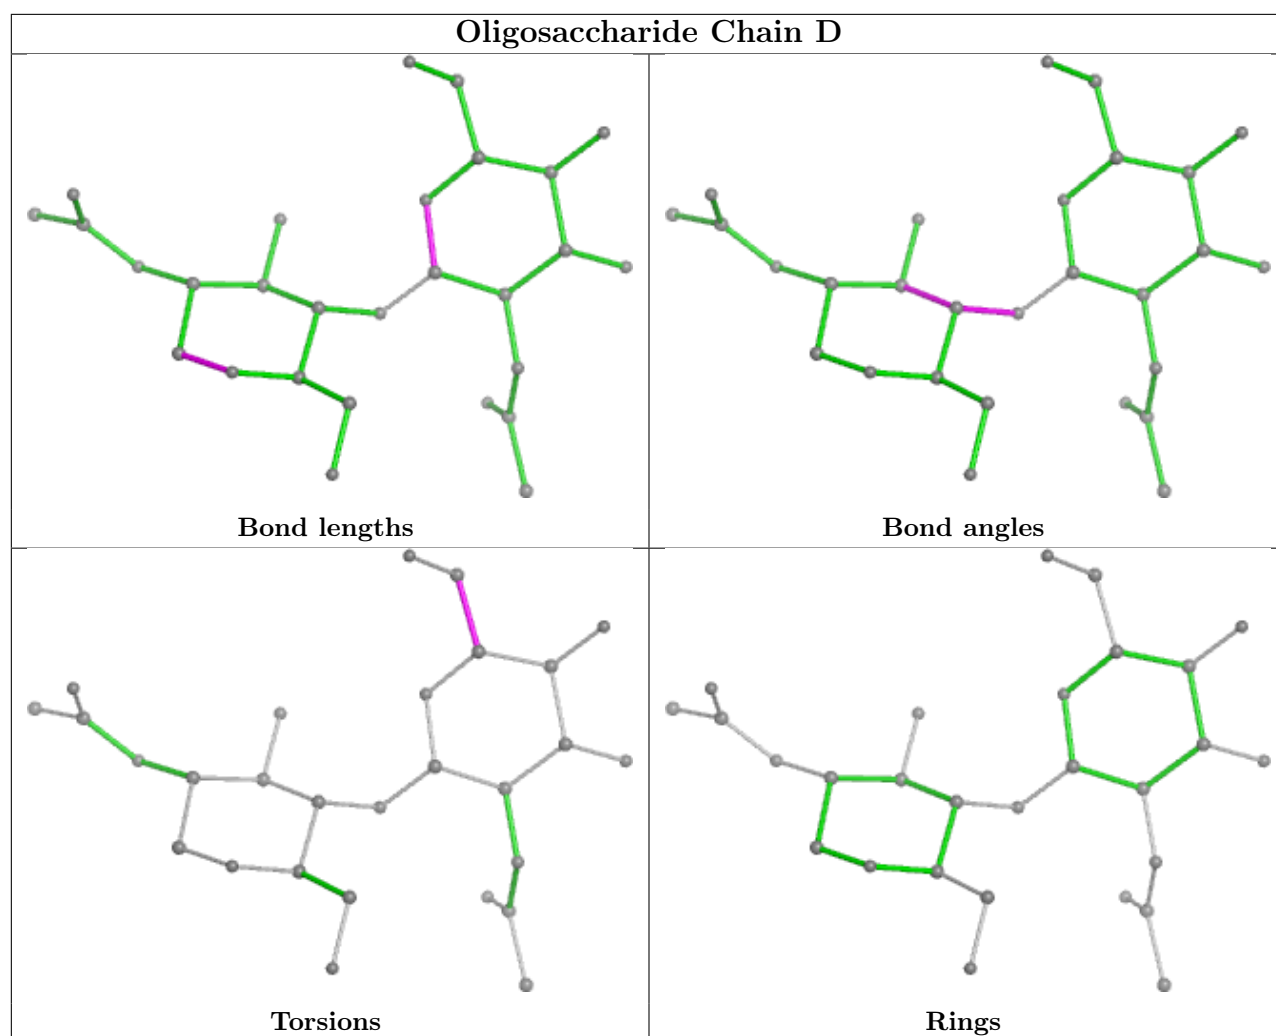 Oligosaccharide Chain D
Bond lengths
Bond angles
Torsions
Rings